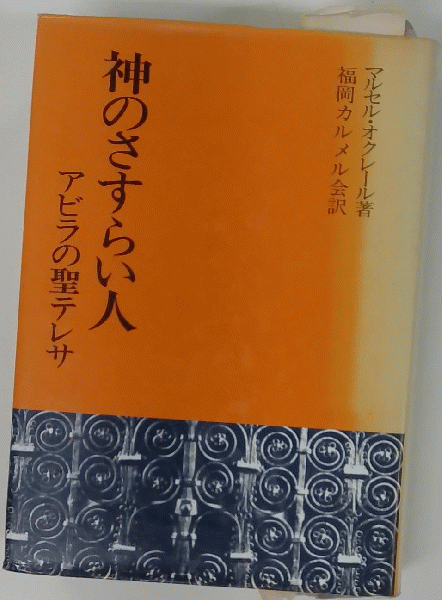 マルセル・オクレール著
福岡カルメル会訳
神のさすらい人
アビラの聖テレサ